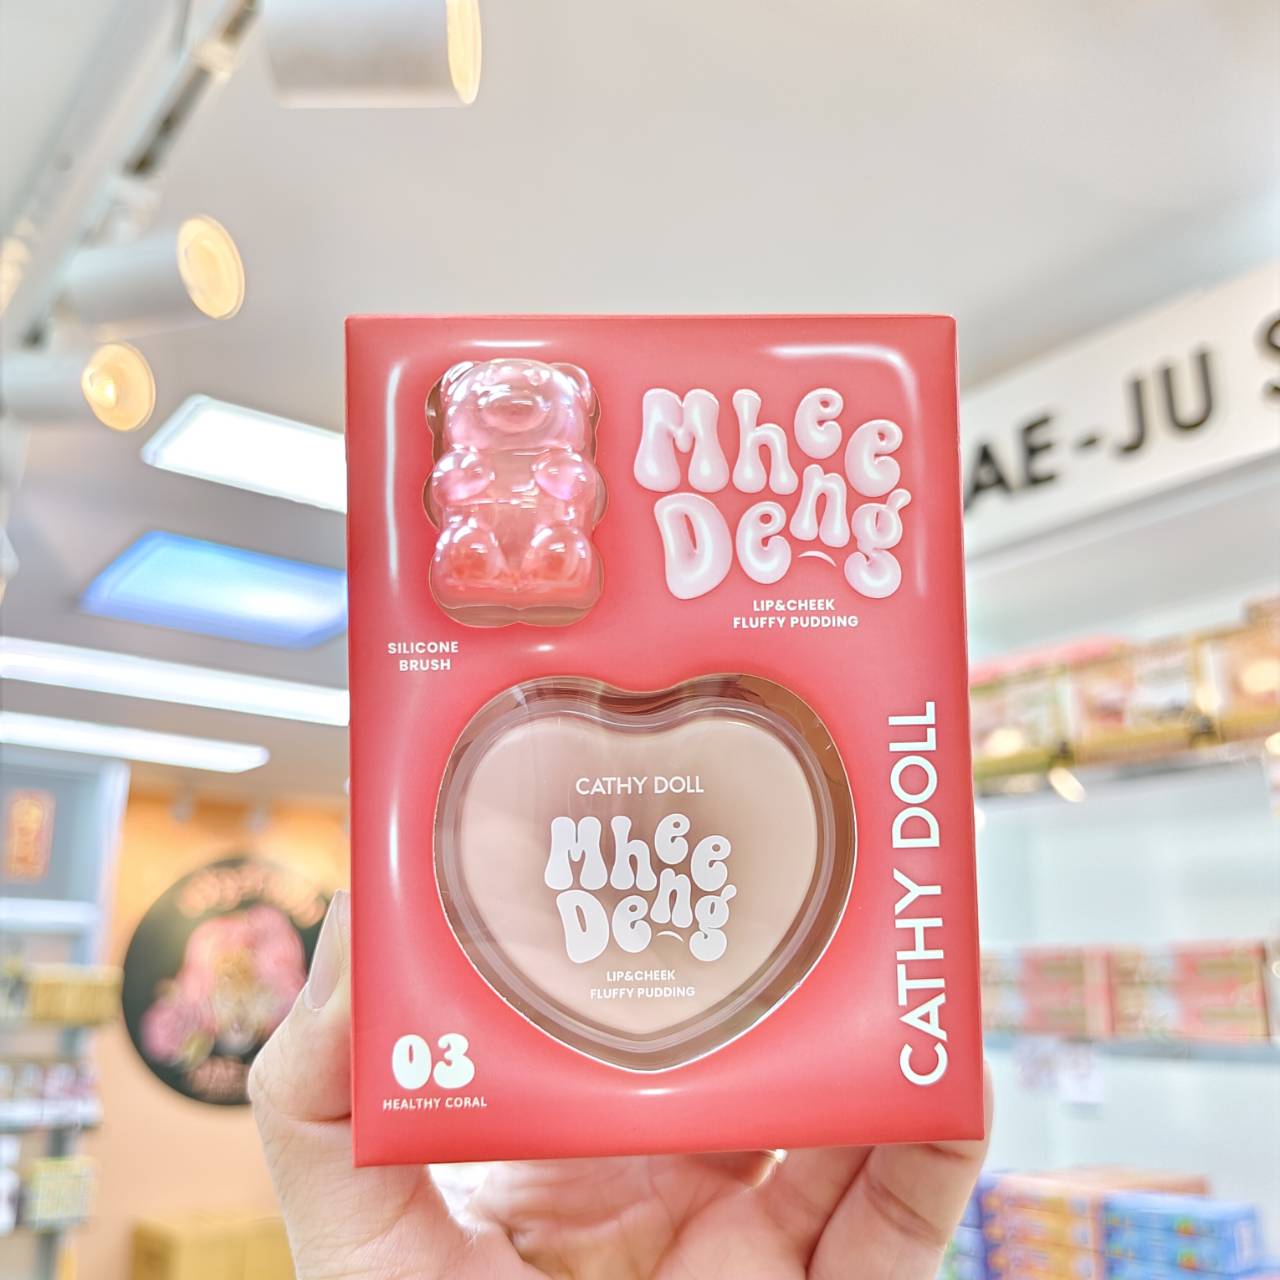 Mhee
Deng
LIP&CHEEK
FLUFFY PUDDING
SILICONE
BRUSH
CATHY DOLL
CATHY DOLL
Mhee
Deng
LIP&CHEEK
FLUFFY PUDDING
03
HEALTHY CORAL
AE-JU S